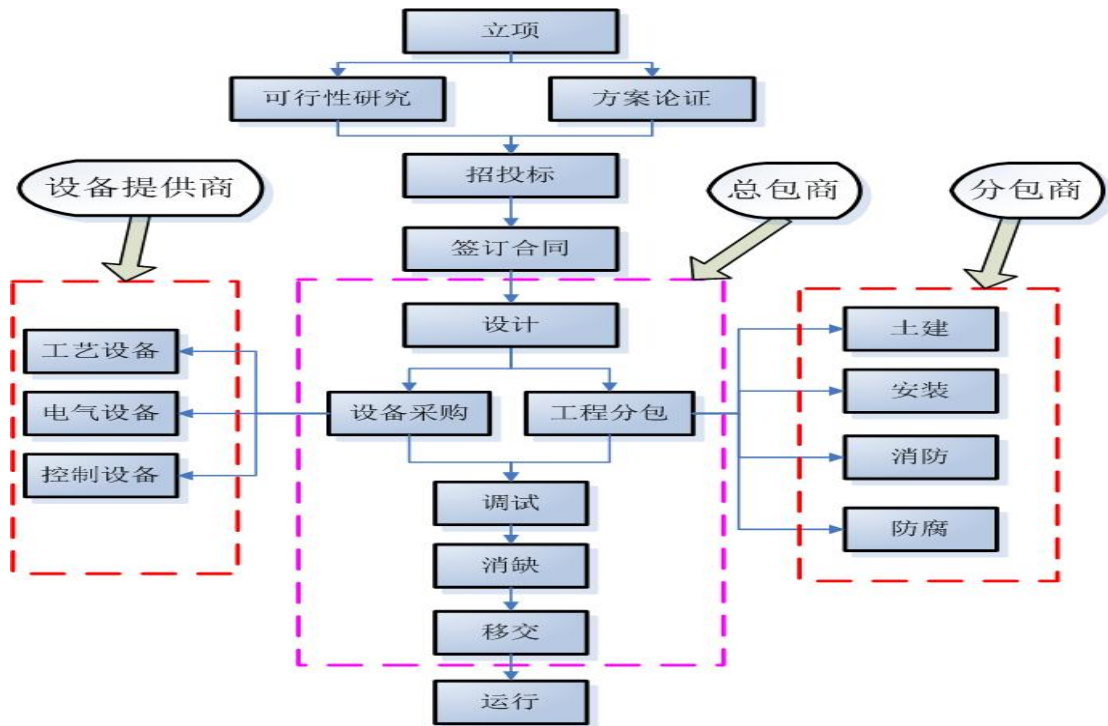 立项
可行性研究
方案论证
招投标
设备提供商
总包商
分包商
签订合同
设计
工艺设备
电气设备
控制设备
设备采购
工程分包
土建
安装
消防
防腐
调试
消缺
移交
运行